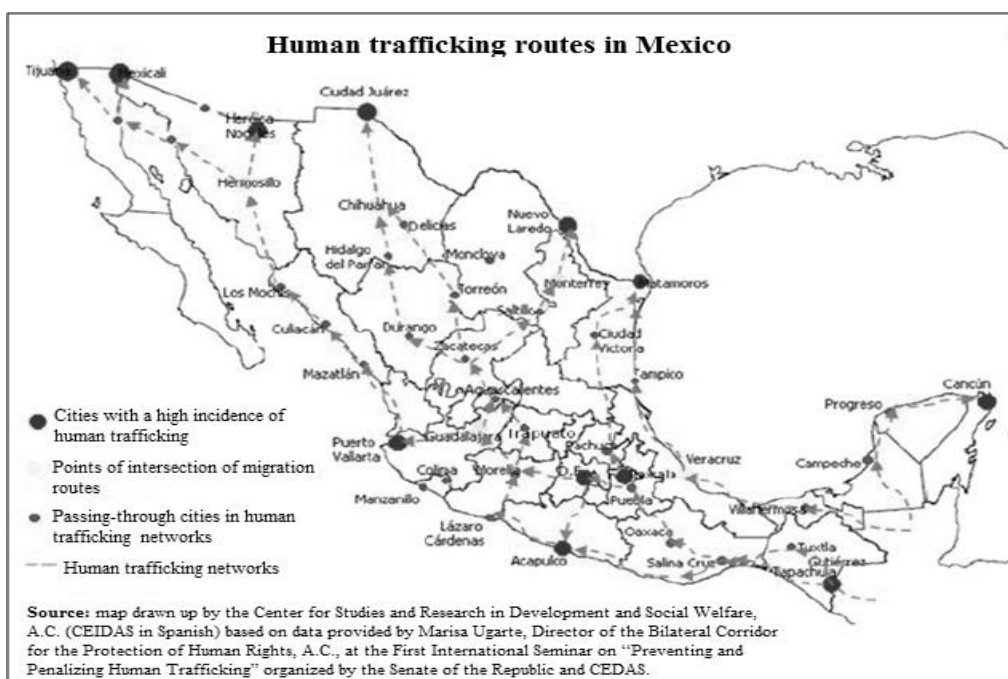 Human trafficking routes in Mexico
Tijuana
Mexicali
Ciudad Juárez
Heroica
Nogales
Hermosillo
Chihuahua
Delicias
Nuevo
Laredo
Hidalgo
del Parral
Monclova
Monterrey
Matamoros
Los Mochis
Torreón
Saltillo
Culiacán
Durango
Ciudad
Victoria
Zacatecas
Mazatlán
Tampico
Aguascalientes
Cancún
Progreso
Puerto
Vallarta
Guadalajara
Irapuato
Pachuca
Veracruz
Campeche
Colima
Morelia
D.F.
Manzanillo
Puebla
Villahermosa
Lázaro
Cárdenas
Oaxaca
Tuxtla
Gutiérrez
Acapulco
Salina Cruz
Tapachula
Cities with a high incidence of
human trafficking
Points of intersection of migration
routes
Passing-through cities in human
trafficking networks
Human trafficking networks
Source: map drawn up by the Center for Studies and Research in Development and Social Welfare,
A.C. (CEIDAS in Spanish) based on data provided by Marisa Ugarte, Director of the Bilateral Corridor
for the Protection of Human Rights, A.C., at the First International Seminar on “Preventing and
Penalizing Human Trafficking” organized by the Senate of the Republic and CEDAS.